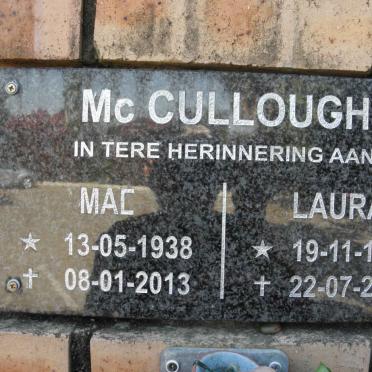 Mc CULLOUGH
IN TERE HERINNERING AAN
MAC LAURA
☆ 13-05-1938 ☆ 19-11-1
✝ 08-01-2013 ✝ 22-07-2